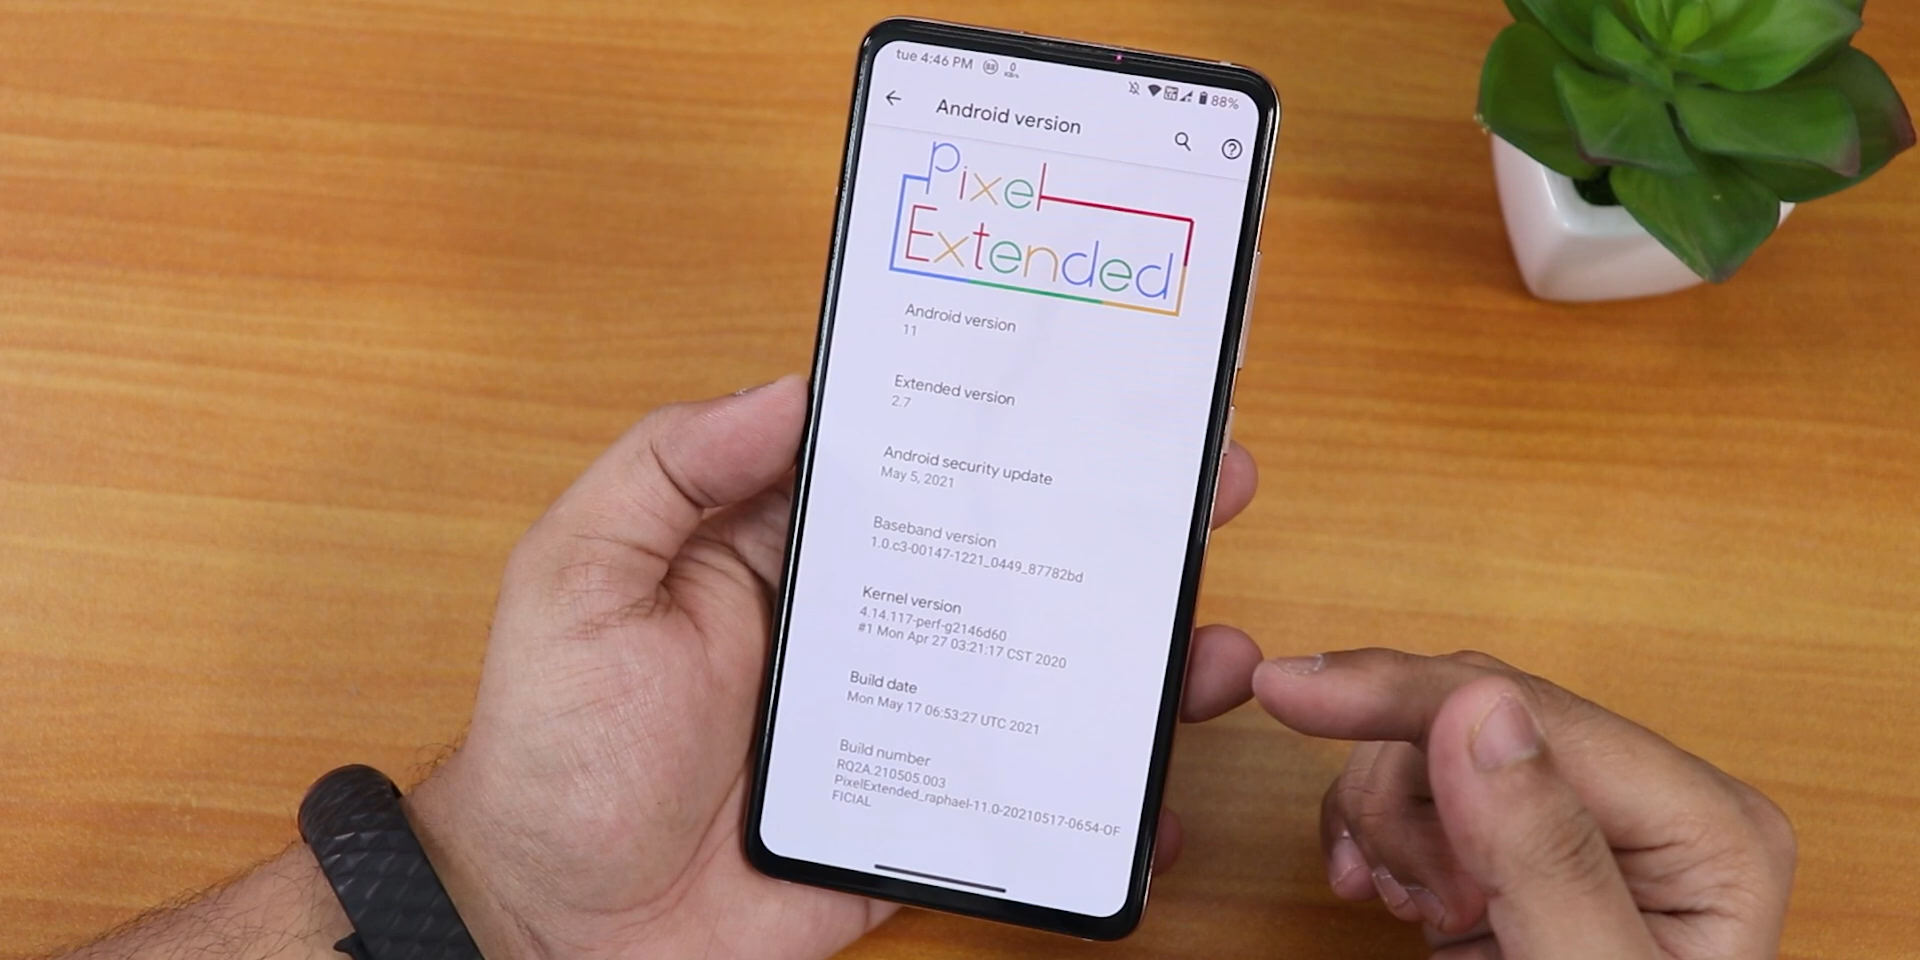 tue 4:46 PM 88 0 KB/s 88%
Android version
Pixel
Extended
Android version
11
Extended version
2.7
Android security update
May 5, 2021
Baseband version
1.0.c3-00147-1221_0449_87782bd
Kernel version
4.14.117-perf-g2146d60
#1 Mon Apr 27 03:21:17 CST 2020
Build date
Mon May 17 06:53:27 UTC 2021
Build number
RQ2A.210505.003
PixelExtended_raphael-11.0-20210517-0654-OF
FICIAL